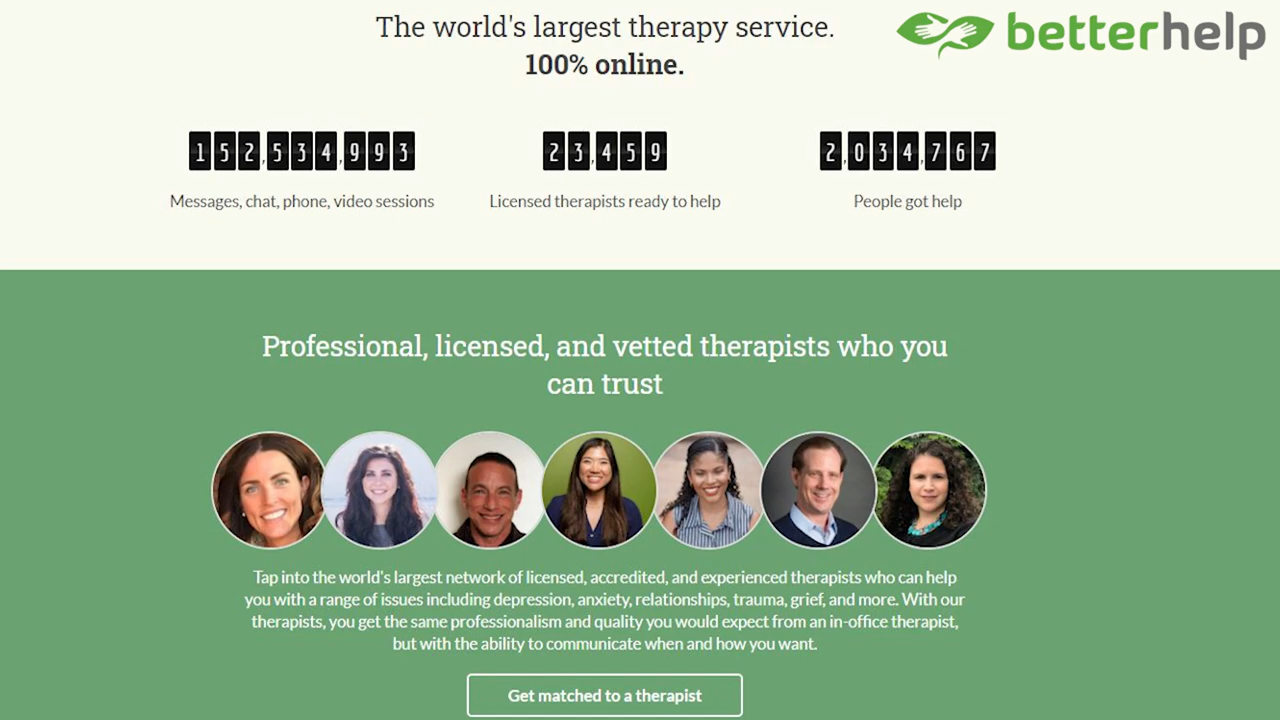 The world's largest therapy service.
100% online.
betterhelp
152,534,993
23,459
2,034,767
Messages, chat, phone, video sessions
Licensed therapists ready to help
People got help
Professional, licensed, and vetted therapists who you
can trust
Tap into the world's largest network of licensed, accredited, and experienced therapists who can help
you with a range of issues including depression, anxiety, relationships, trauma, grief, and more. With our
therapists, you get the same professionalism and quality you would expect from an in-office therapist,
but with the ability to communicate when and how you want.
Get matched to a therapist